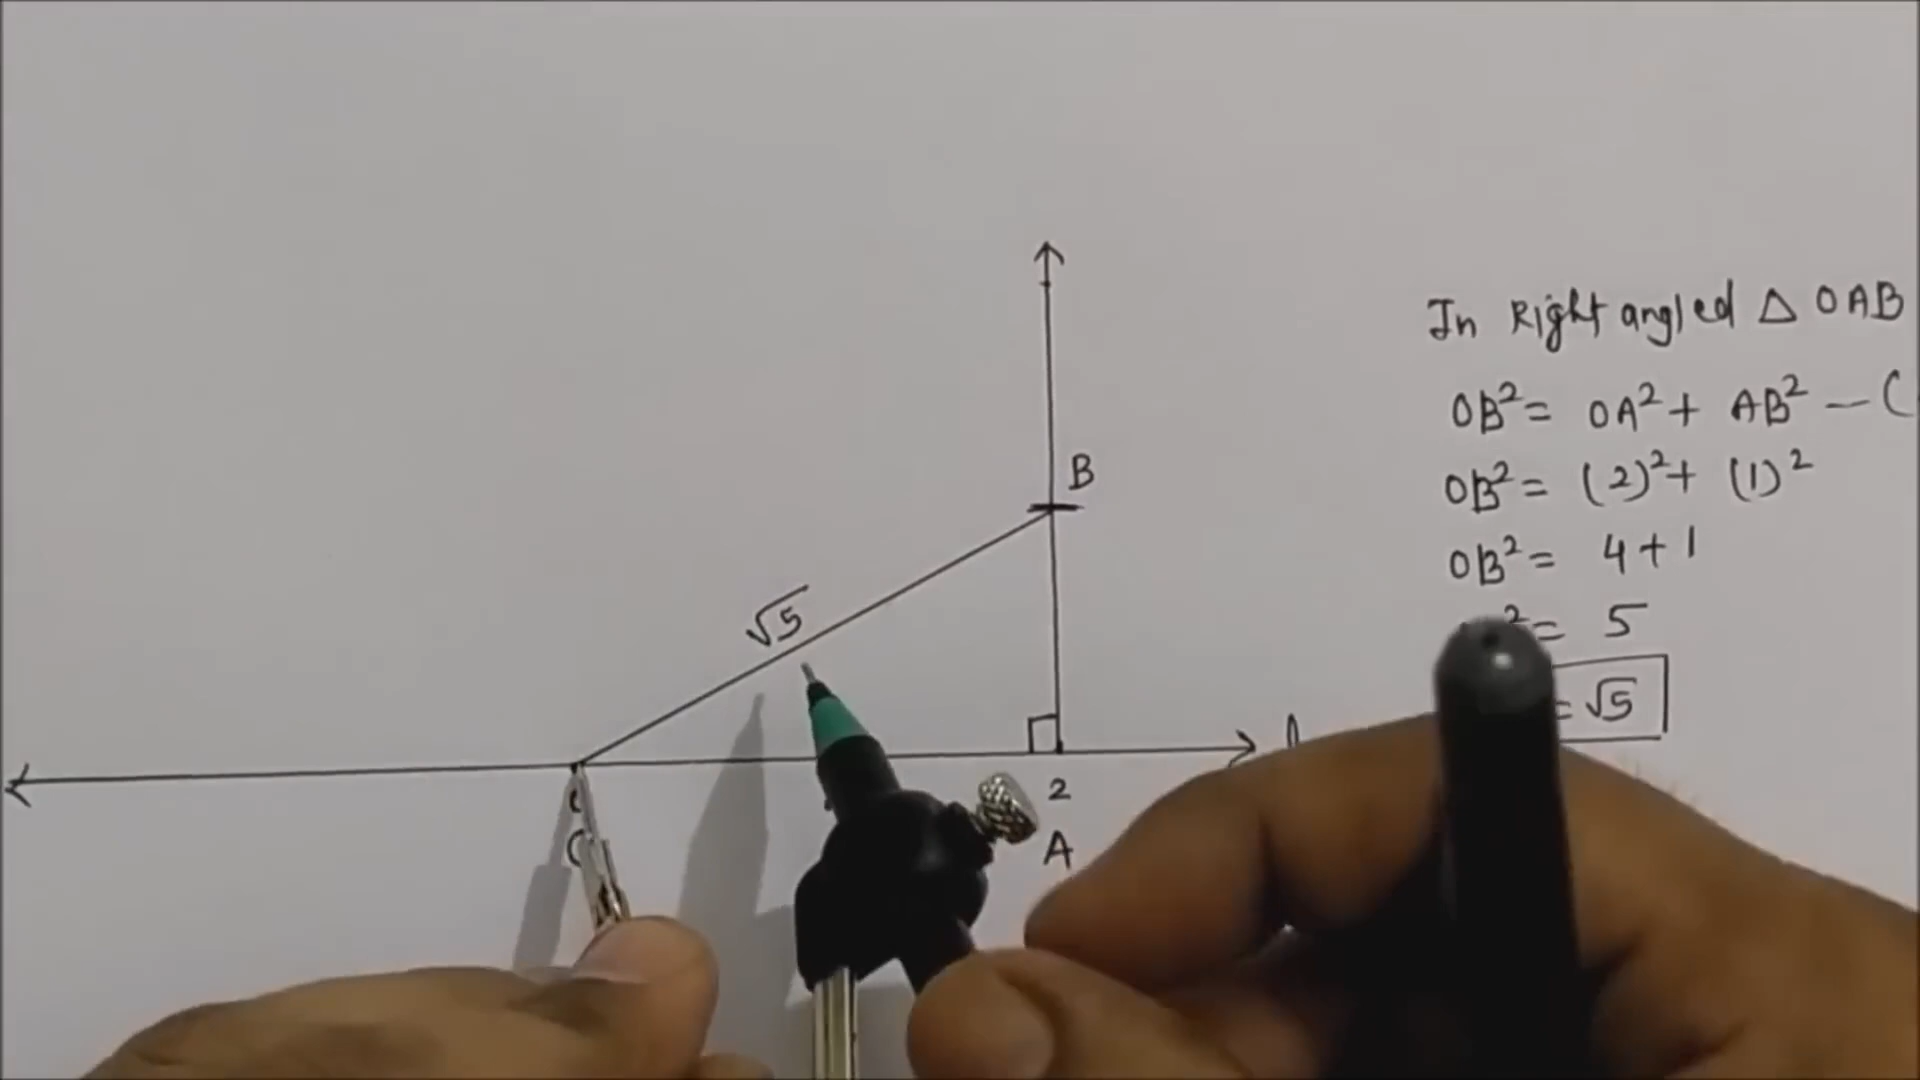 In Right angled △ OAB
OB²= OA²+ AB² — (
OB²= (2)²+ (1)²
OB²= 4+1
²= 5
=√5
B
√5
2
A